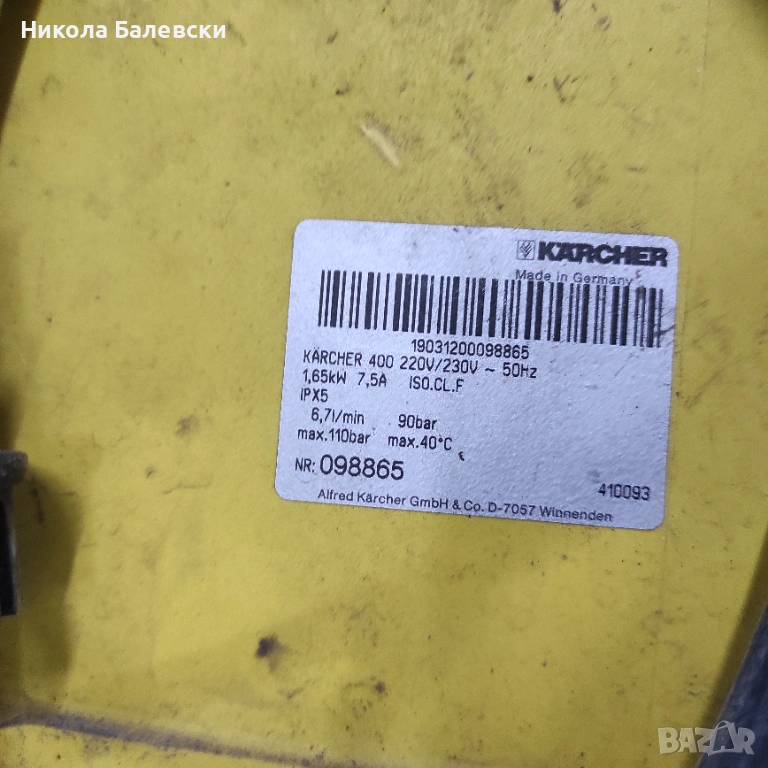 Никола Балевски
KÄRCHER
Made in Germany
19031200098865
KÄRCHER 400 220V/230V ~ 50Hz
1,65kW 7,5A ISO.CL.F
IPX5
6,7l/min 90bar
max.110bar max.40°C
NR: 098865
410093
Alfred Kärcher GmbH & Co. D-7057 Winnenden
BAZAR